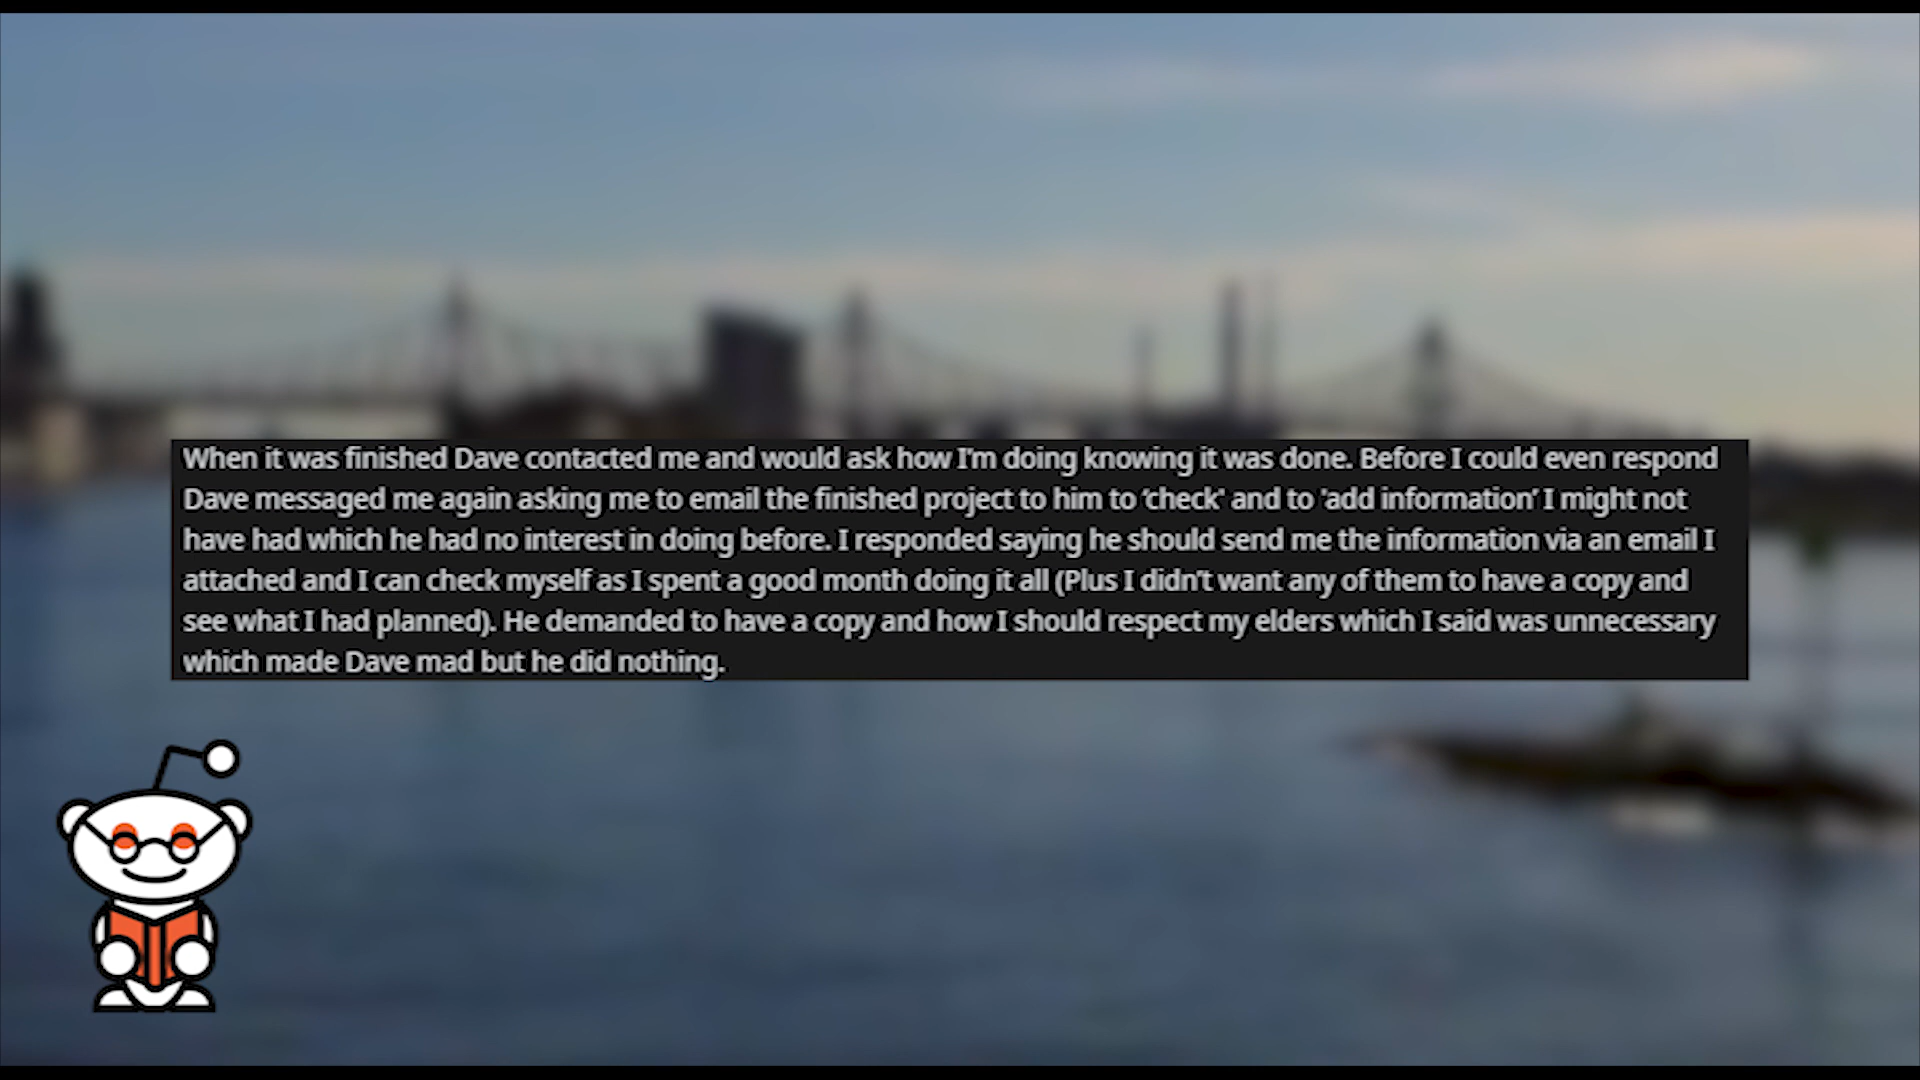 When it was finished Dave contacted me and would ask how I'm doing knowing it was done. Before I could even respond
Dave messaged me again asking me to email the finished project to him to ‘check' and to 'add information’ I might not
have had which he had no interest in doing before. I responded saying he should send me the information via an email I
attached and I can check myself as I spent a good month doing it all (Plus I didn’t want any of them to have a copy and
see what I had planned). He demanded to have a copy and how I should respect my elders which I said was unnecessary
which made Dave mad but he did nothing.